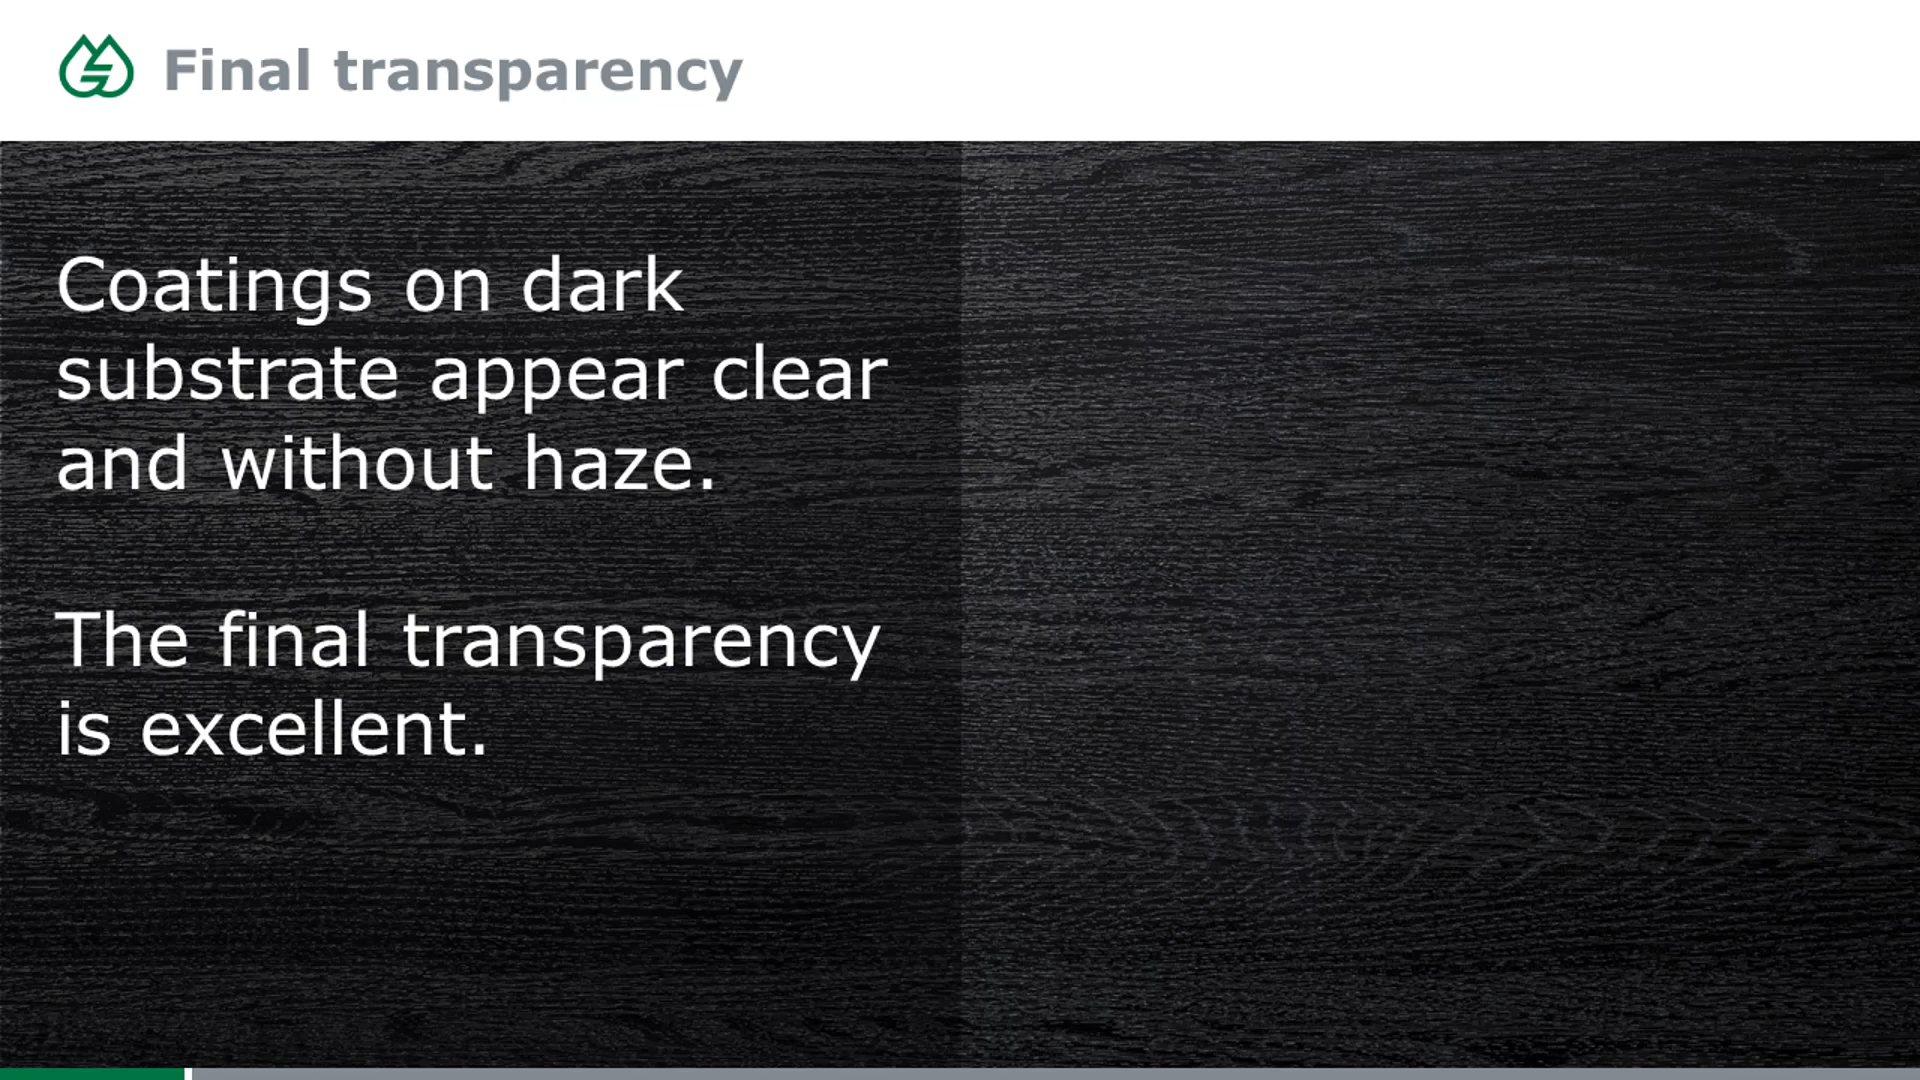 Final transparency
Coatings on dark
substrate appear clear
and without haze.
The final transparency
is excellent.